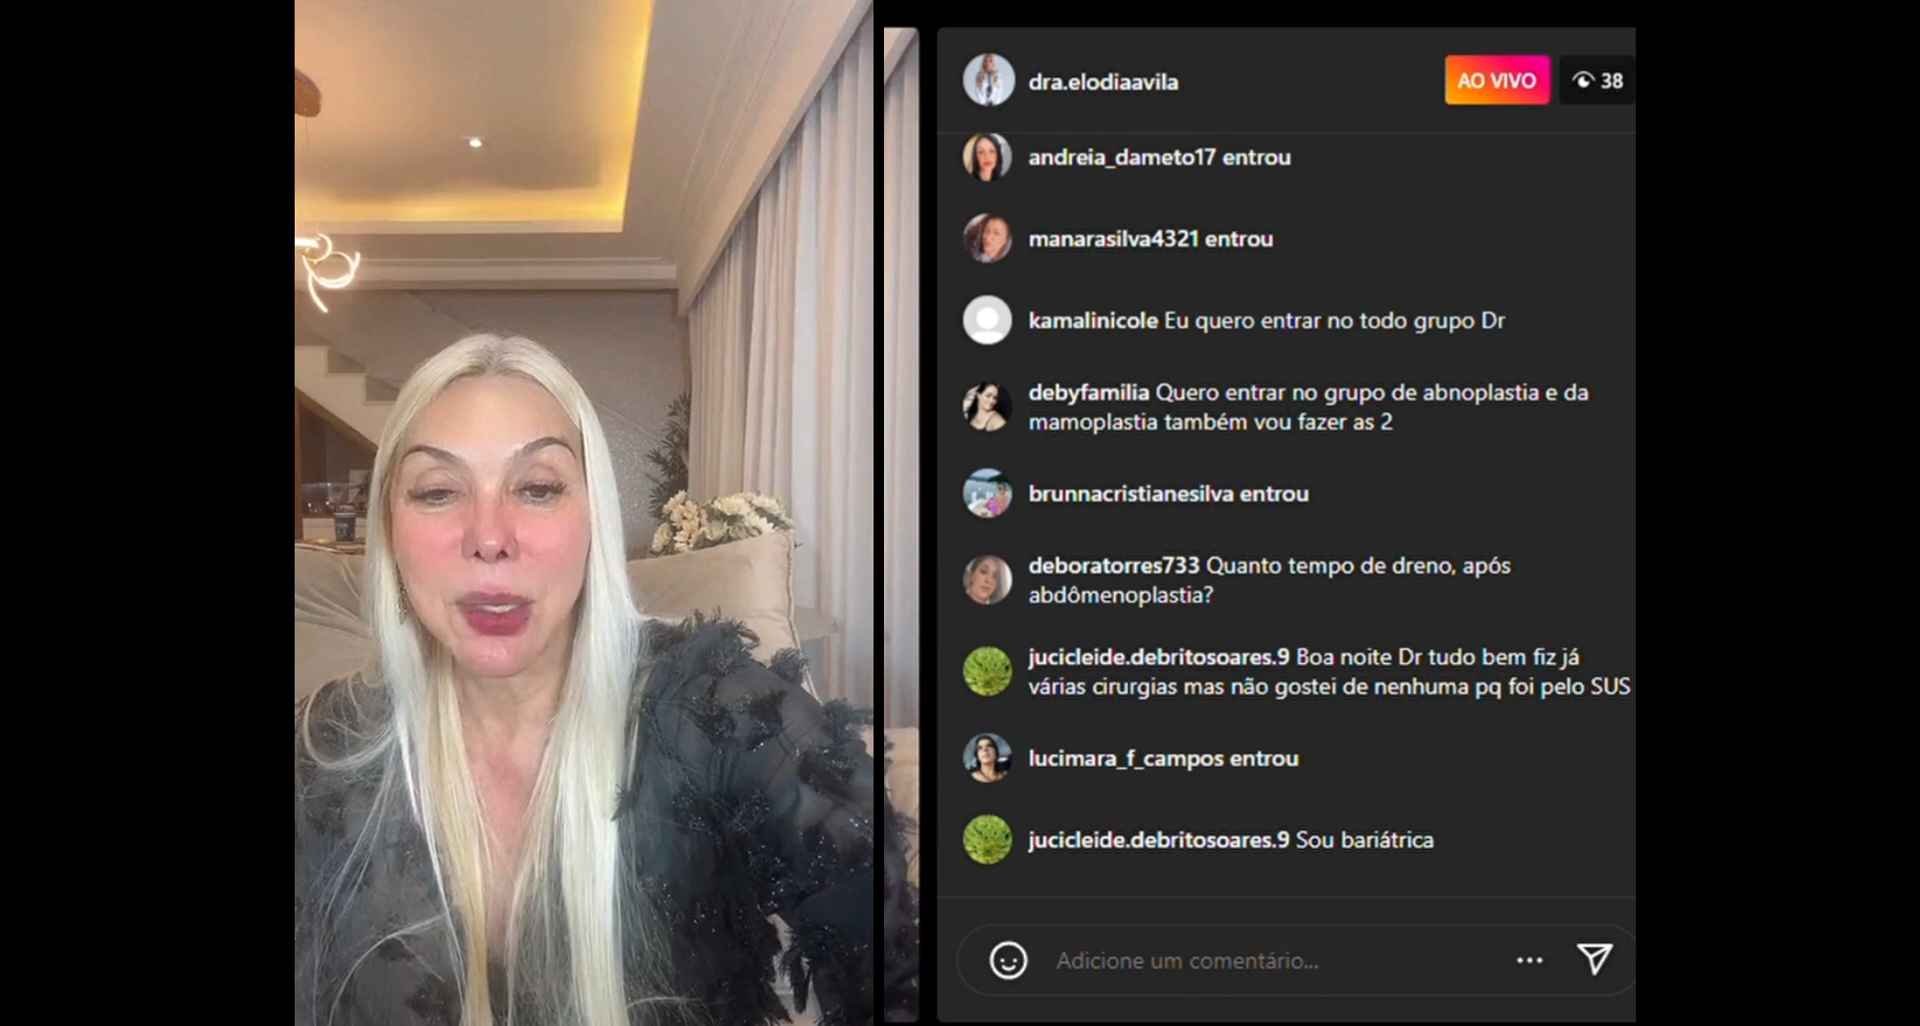 dra.elodiaavila
AO VIVO
38
andreia_dameto17 entrou
manarasilva4321 entrou
kamalinicole Eu quero entrar no todo grupo Dr
debyfamilia Quero entrar no grupo de abnoplastia e da
mamoplastia também vou fazer as 2
brunnacristianesilva entrou
deboratorres733 Quanto tempo de dreno, após
abdômenoplastia?
jucicleide.debritosoares.9 Boa noite Dr tudo bem fiz já
várias cirurgias mas não gostei de nenhuma pq foi pelo SUS
lucimara_f_campos entrou
jucicleide.debritosoares.9 Sou bariátrica
Adicione um comentário...